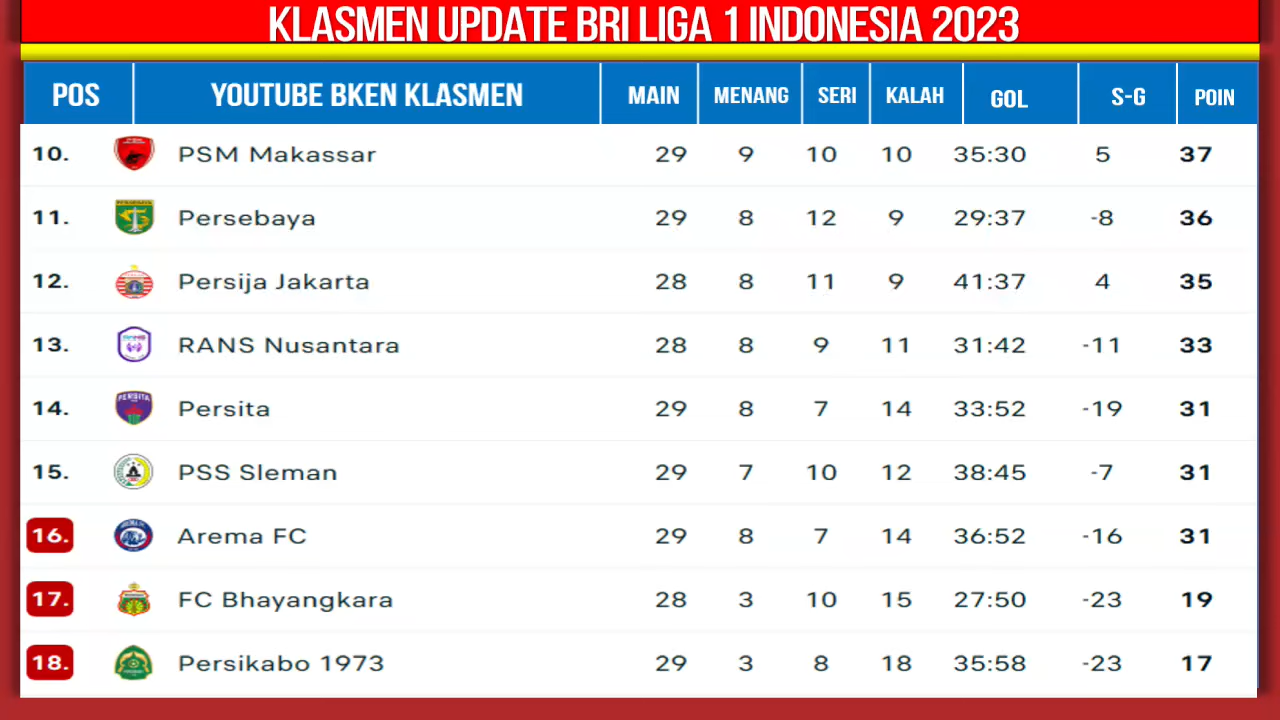 KLASMEN UPDATE BRI LIGA 1 INDONESIA 2023
POS YOUTUBE BKEN KLASMEN MAIN MENANG SERI KALAH GOL S-G POIN
10. PSM Makassar 29 9 10 10 35:30 5 37
11. Persebaya 29 8 12 9 29:37 -8 36
12. Persija Jakarta 28 8 11 9 41:37 4 35
13. RANS Nusantara 28 8 9 11 31:42 -11 33
14. PERSITA Persita 29 8 7 14 33:52 -19 31
15. PSS Sleman 29 7 10 12 38:45 -7 31
16. Arema FC 29 8 7 14 36:52 -16 31
17. FC Bhayangkara 28 3 10 15 27:50 -23 19
18. Persikabo 1973 29 3 8 18 35:58 -23 17